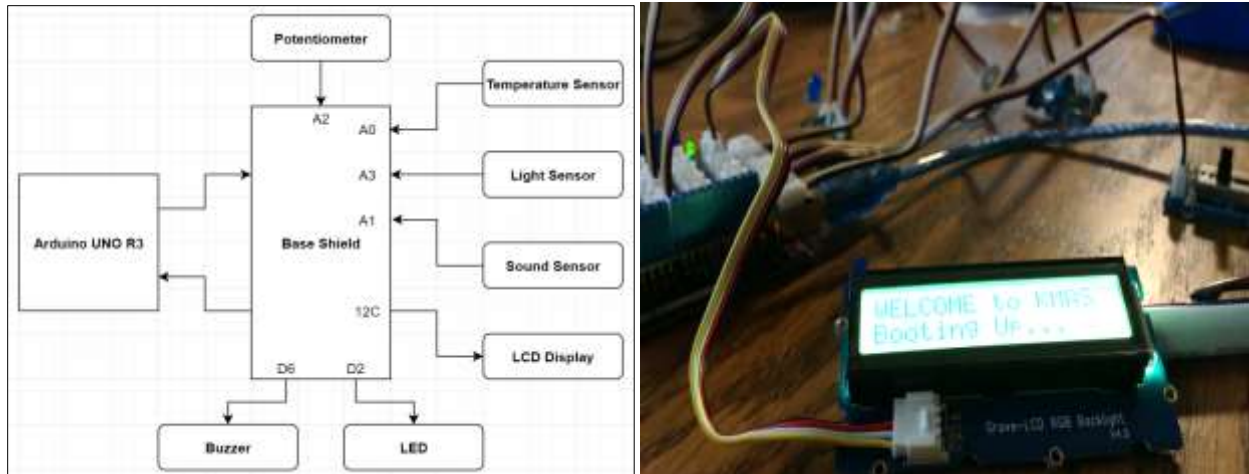 Potentiometer
Temperature Sensor
A2
A0
A3
Light Sensor
A1
Arduino UNO R3
Base Shield
Sound Sensor
12C
LCD Display
D6
D2
Buzzer
LED
WELCOME to KMAS
Booting Up...
Grove-LCD RGB Backlight